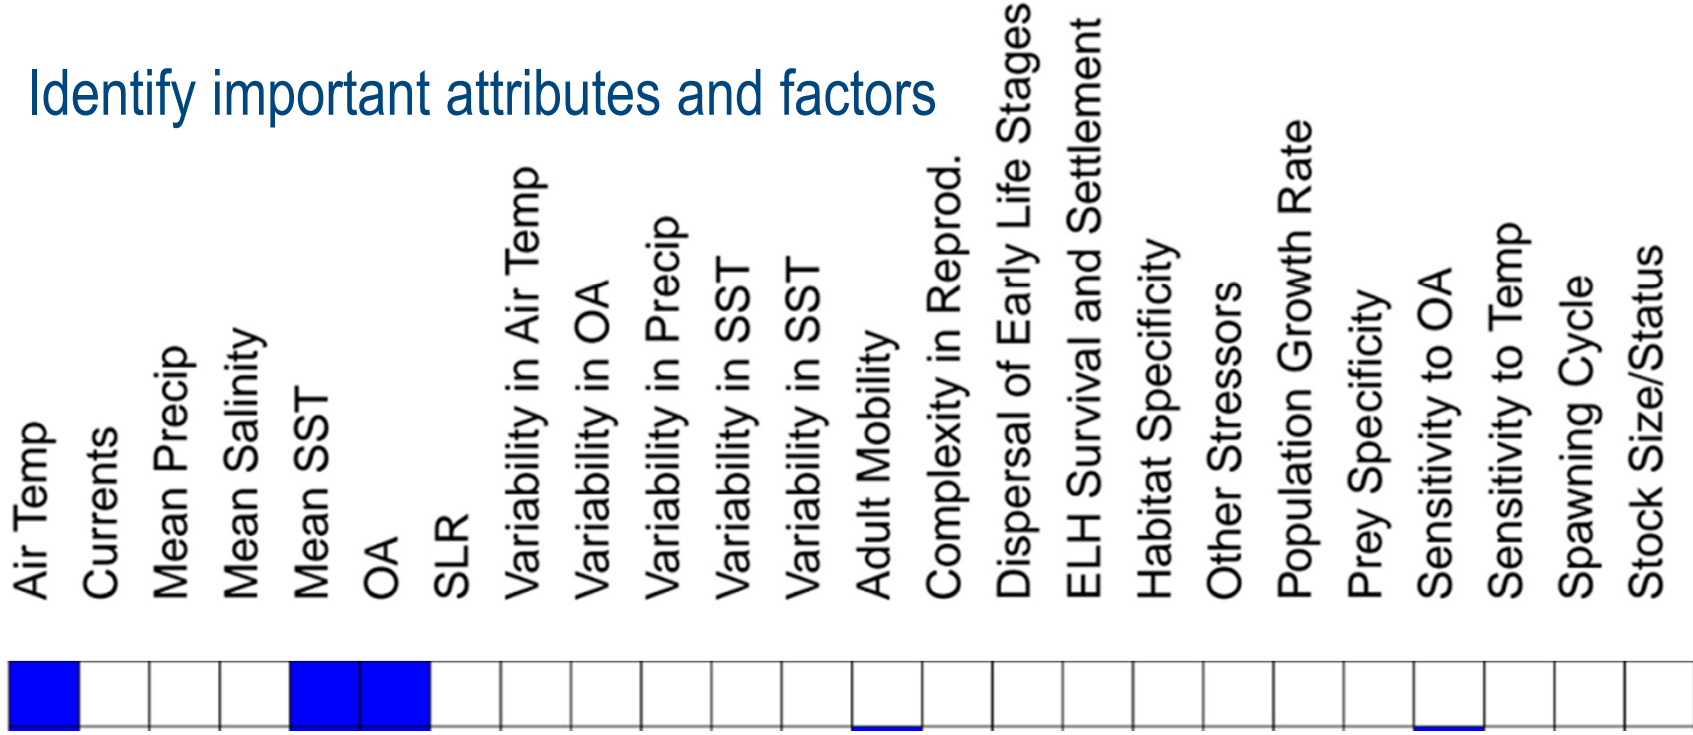 Identify important attributes and factors
Air Temp
Currents
Mean Precip
Mean Salinity
Mean SST
OA
SLR
Variability in Air Temp
Variability in OA
Variability in Precip
Variability in SST
Variability in SST
Adult Mobility
Complexity in Reprod.
Dispersal of Early Life Stages
ELH Survival and Settlement
Habitat Specificity
Other Stressors
Population Growth Rate
Prey Specificity
Sensitivity to OA
Sensitivity to Temp
Spawning Cycle
Stock Size/Status